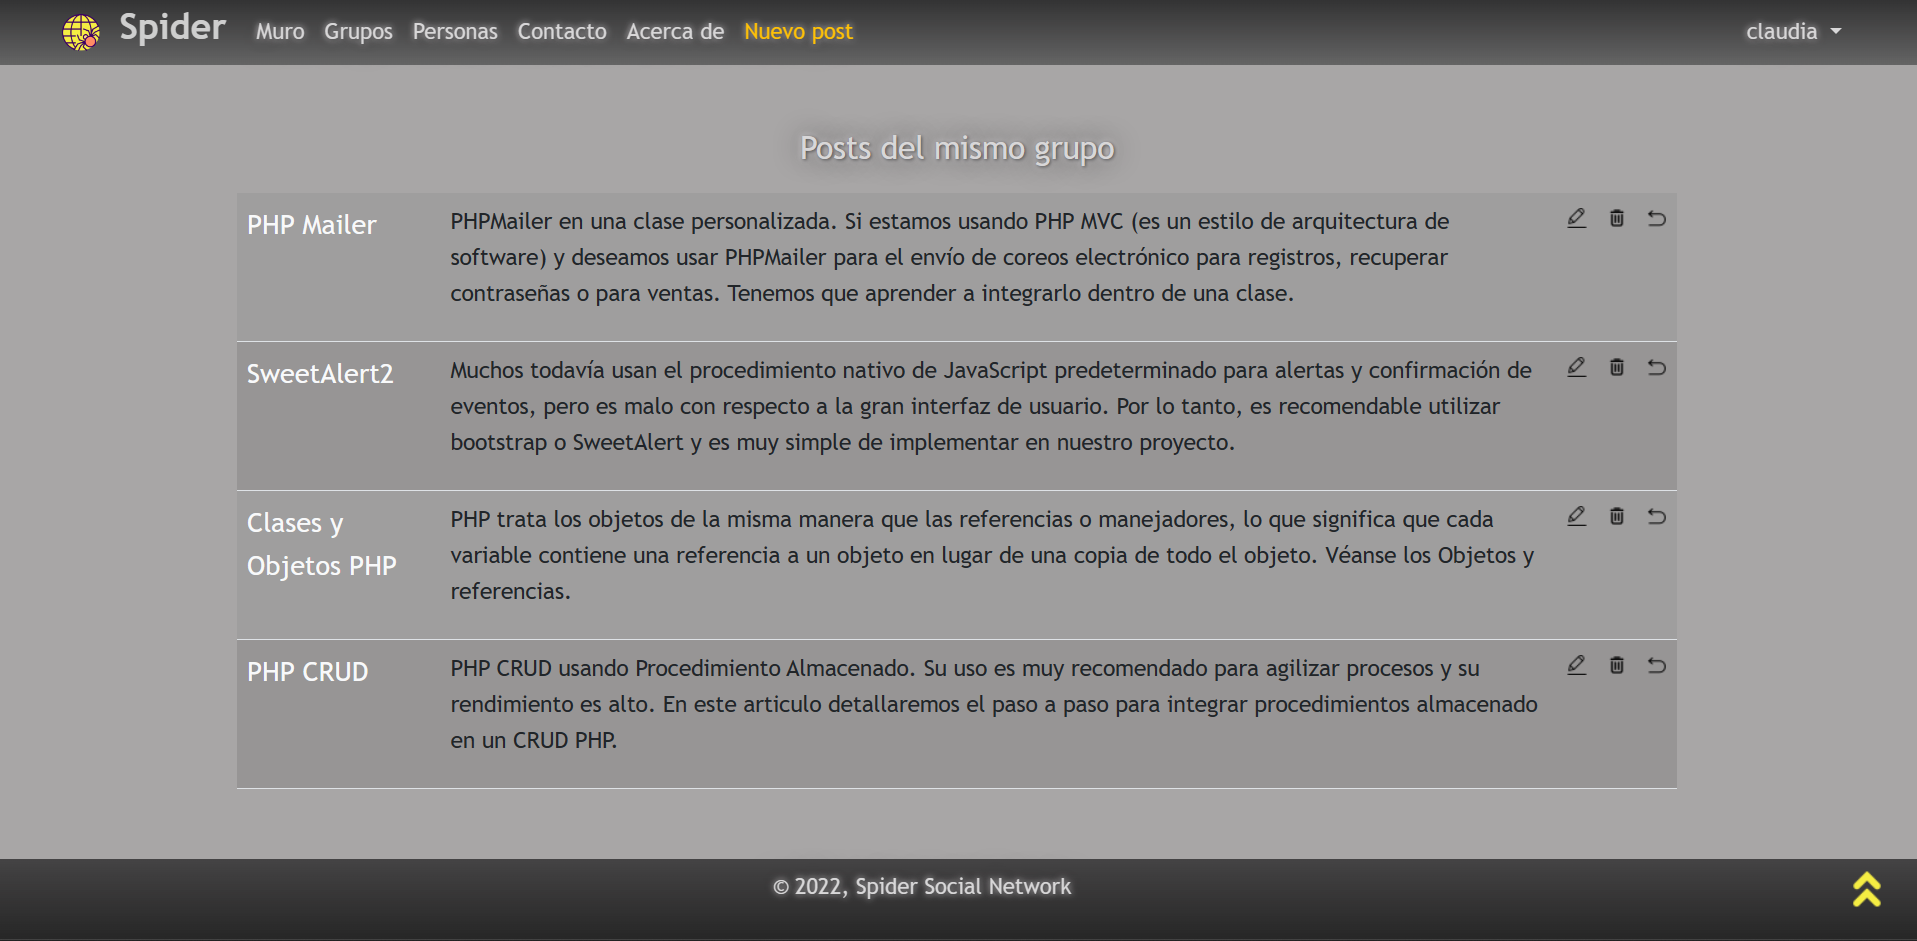 Spider Muro Grupos Personas Contacto Acerca de Nuevo post claudia
Posts del mismo grupo
PHP Mailer
PHPMailer en una clase personalizada. Si estamos usando PHP MVC (es un estilo de arquitectura de
software) y deseamos usar PHPMailer para el envío de coreos electrónico para registros, recuperar
contraseñas o para ventas. Tenemos que aprender a integrarlo dentro de una clase.
SweetAlert2
Muchos todavía usan el procedimiento nativo de JavaScript predeterminado para alertas y confirmación de
eventos, pero es malo con respecto a la gran interfaz de usuario. Por lo tanto, es recomendable utilizar
bootstrap o SweetAlert y es muy simple de implementar en nuestro proyecto.
Clases y
Objetos PHP
PHP trata los objetos de la misma manera que las referencias o manejadores, lo que significa que cada
variable contiene una referencia a un objeto en lugar de una copia de todo el objeto. Véanse los Objetos y
referencias.
PHP CRUD
PHP CRUD usando Procedimiento Almacenado. Su uso es muy recomendado para agilizar procesos y su
rendimiento es alto. En este articulo detallaremos el paso a paso para integrar procedimientos almacenado
en un CRUD PHP.
© 2022, Spider Social Network